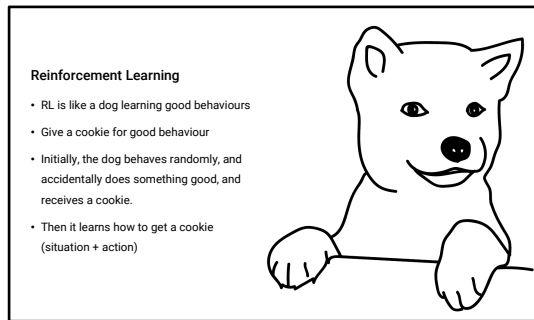 Reinforcement Learning
• RL is like a dog learning good behaviours
• Give a cookie for good behaviour
• Initially, the dog behaves randomly, and
accidentally does something good, and
receives a cookie.
• Then it learns how to get a cookie
(situation + action)